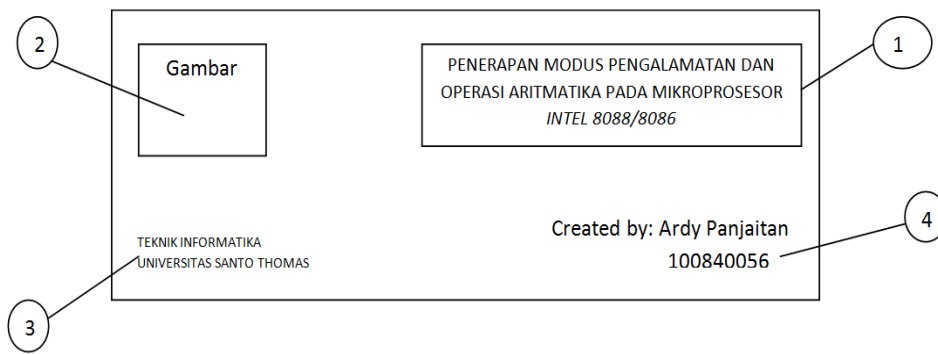 2
1
Gambar
PENERAPAN MODUS PENGALAMATAN DAN
OPERASI ARITMATIKA PADA MIKROPROSESOR
INTEL 8088/8086
Created by: Ardy Panjaitan
100840056
4
TEKNIK INFORMATIKA
UNIVERSITAS SANTO THOMAS
3